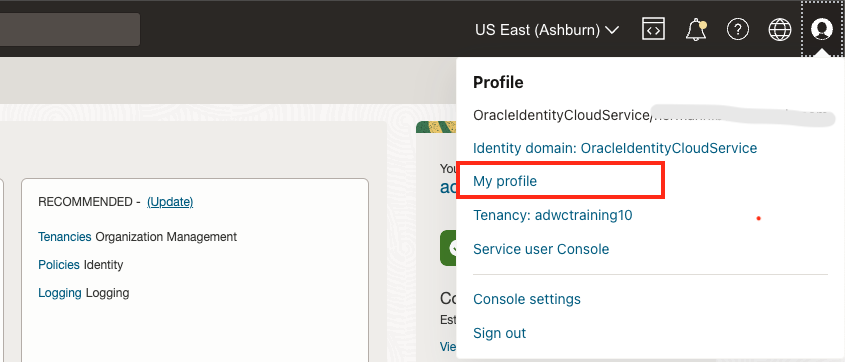 US East (Ashburn)
Profile
OracleIdentityCloudService/
Identity domain: OracleIdentityCloudService
My profile
Tenancy: adwctraining10
Service user Console
Console settings
Sign out
RECOMMENDED - (Update)
Tenancies Organization Management
Policies Identity
Logging Logging
You
ad
Co
Est
Vie